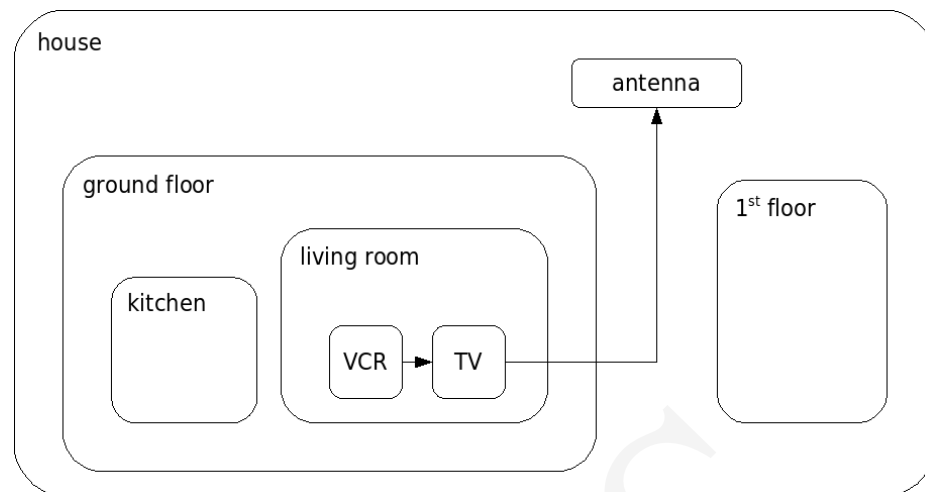 house
antenna
ground floor
1st floor
living room
kitchen
VCR
TV